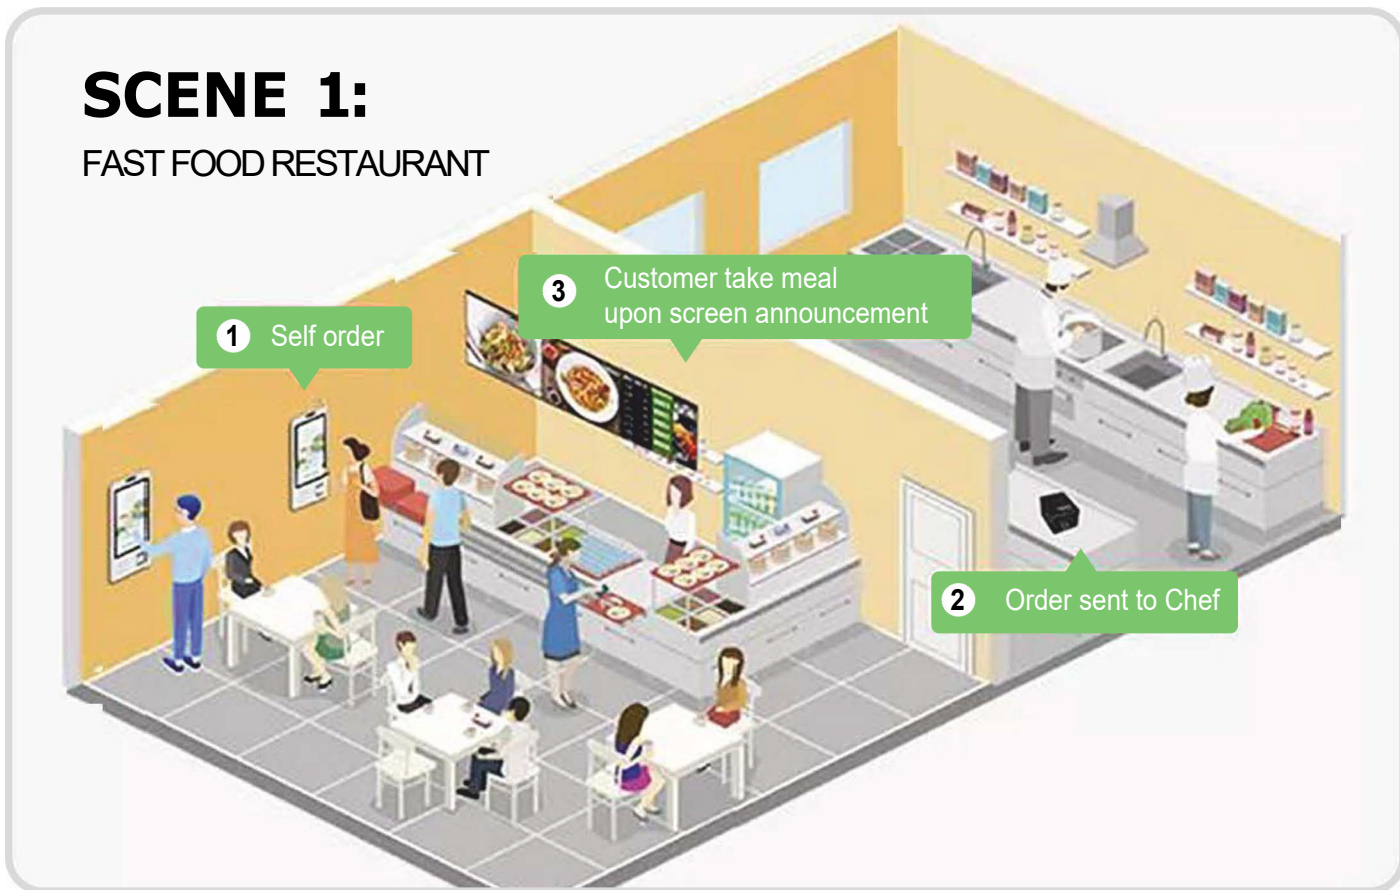 SCENE 1:
FAST FOOD RESTAURANT
1 Self order
3 Customer take meal
upon screen announcement
2 Order sent to Chef